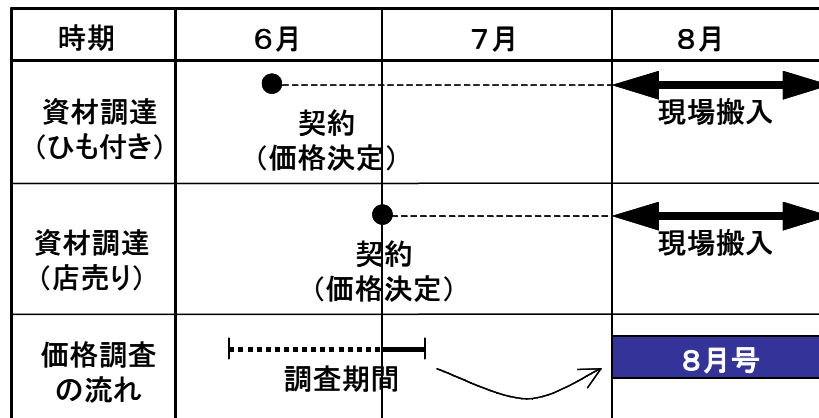 時期 6月 7月 8月
資材調達
(ひも付き)
契約
(価格決定)
現場搬入
資材調達
(店売り)
契約
(価格決定)
現場搬入
価格調査
の流れ
調査期間
8月号